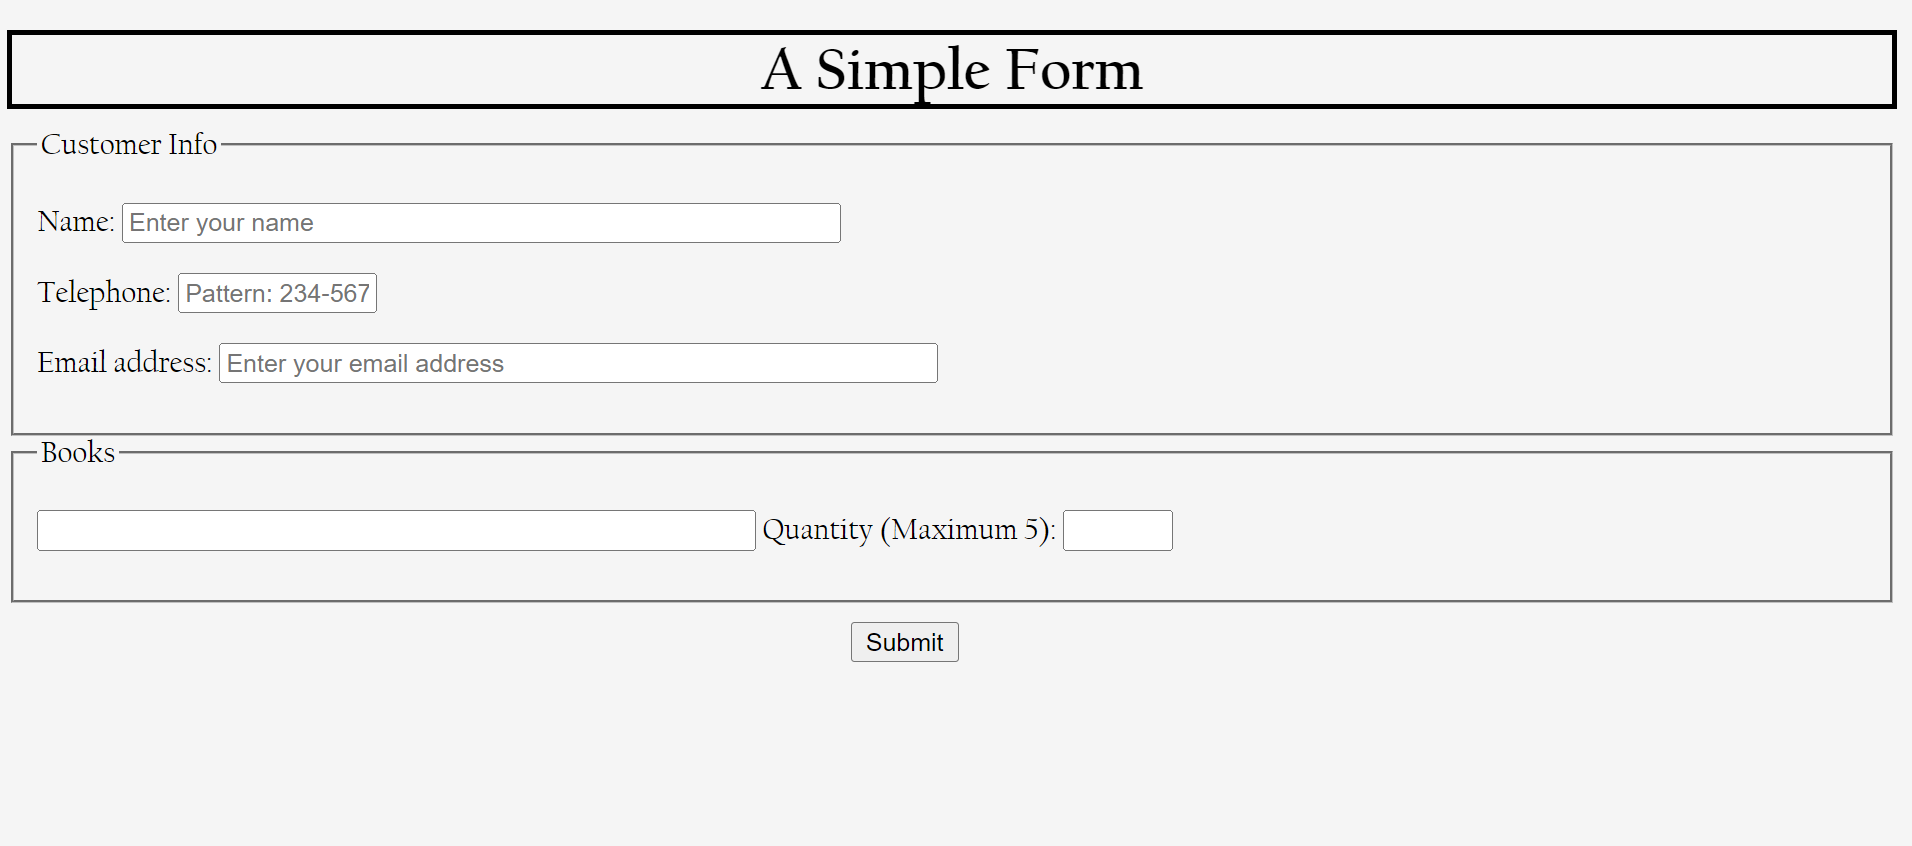 A Simple Form
Customer Info
Name: Enter your name
Telephone: Pattern: 234-567
Email address: Enter your email address
Books
Quantity (Maximum 5):
Submit